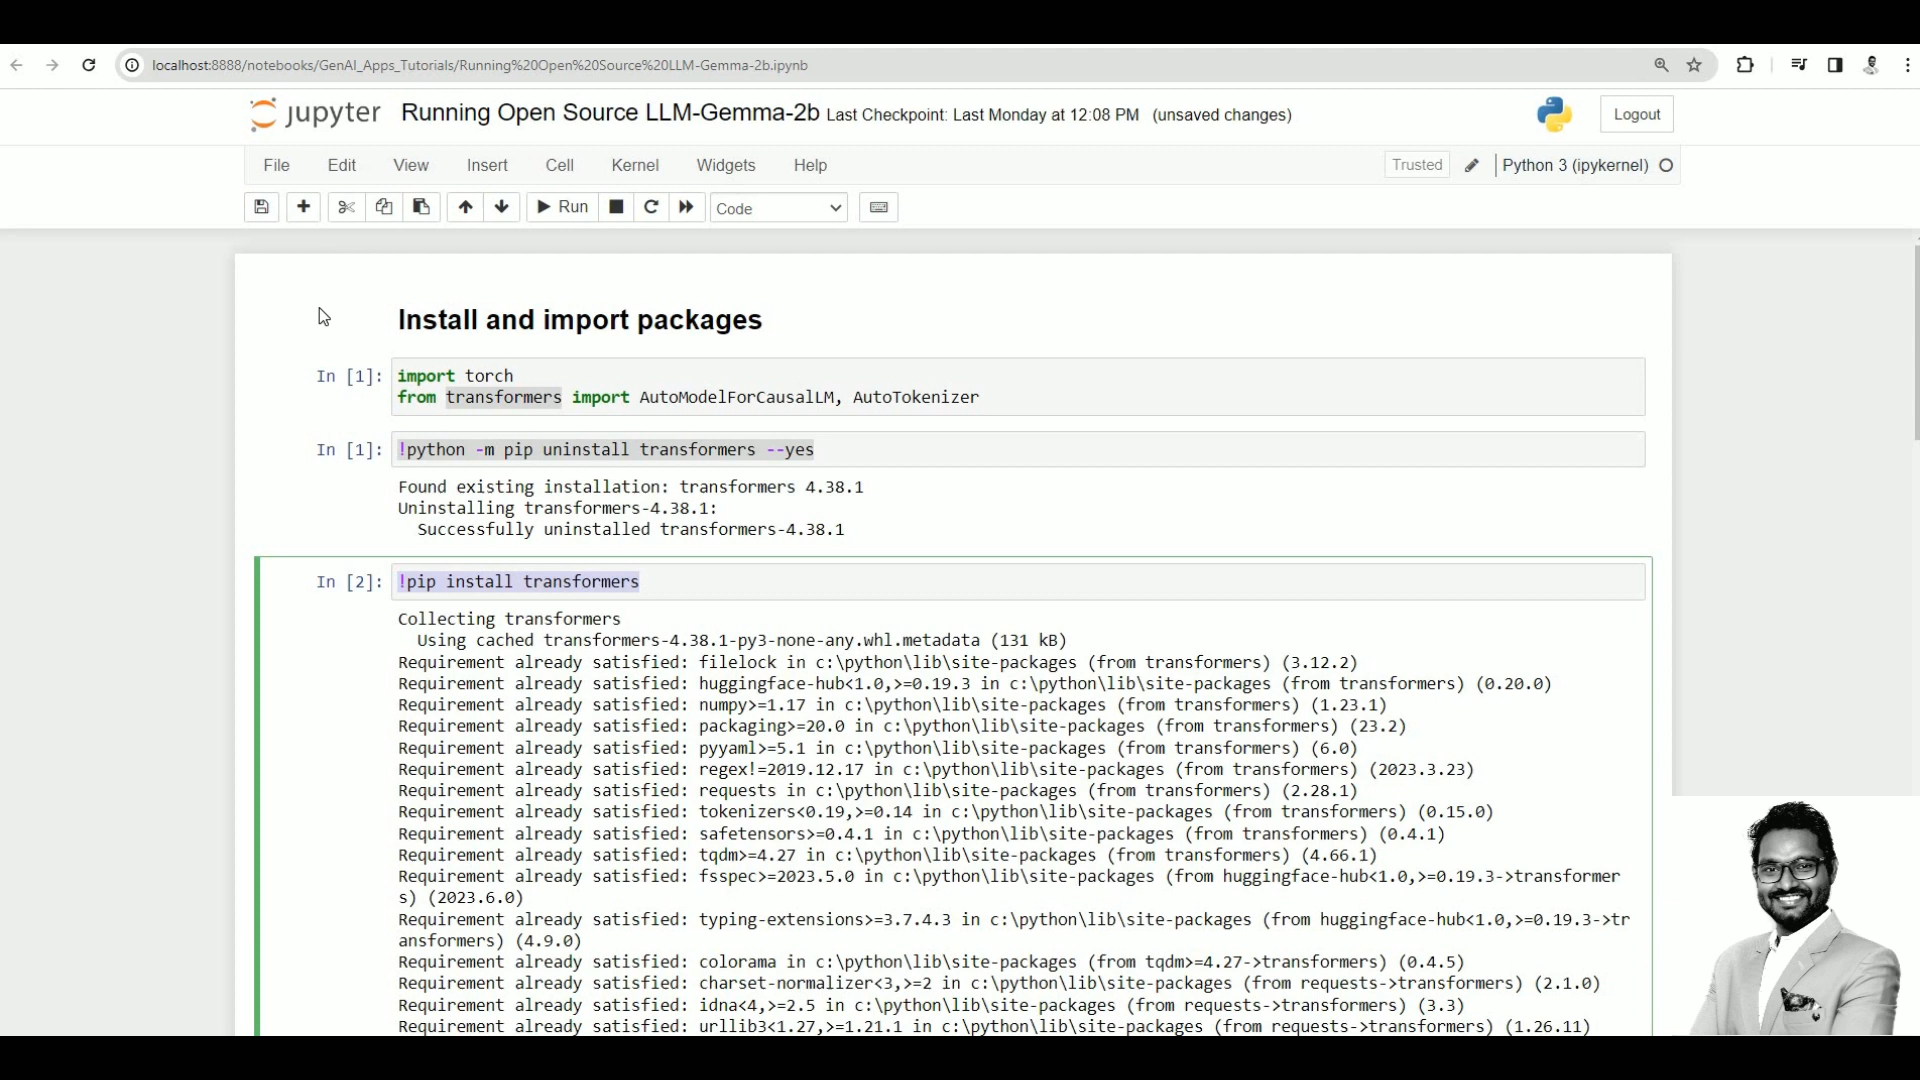 localhost:8888/notebooks/GenAI_Apps_Tutorials/Running%20Open%20Source%20LLM-Gemma-2b.ipynb
jupyter Running Open Source LLM-Gemma-2b Last Checkpoint: Last Monday at 12:08 PM (unsaved changes) Logout
File Edit View Insert Cell Kernel Widgets Help Trusted Python 3 (ipykernel)
Run Code
Install and import packages
In [1]: import torch
from transformers import AutoModelForCausalLM, AutoTokenizer
In [1]: !python -m pip uninstall transformers --yes
Found existing installation: transformers 4.38.1
Uninstalling transformers-4.38.1:
Successfully uninstalled transformers-4.38.1
In [2]: !pip install transformers
Collecting transformers
Using cached transformers-4.38.1-py3-none-any.whl.metadata (131 kB)
Requirement already satisfied: filelock in c:\python\lib\site-packages (from transformers) (3.12.2)
Requirement already satisfied: huggingface-hub<1.0,>=0.19.3 in c:\python\lib\site-packages (from transformers) (0.20.0)
Requirement already satisfied: numpy>=1.17 in c:\python\lib\site-packages (from transformers) (1.23.1)
Requirement already satisfied: packaging>=20.0 in c:\python\lib\site-packages (from transformers) (23.2)
Requirement already satisfied: pyyaml>=5.1 in c:\python\lib\site-packages (from transformers) (6.0)
Requirement already satisfied: regex!=2019.12.17 in c:\python\lib\site-packages (from transformers) (2023.3.23)
Requirement already satisfied: requests in c:\python\lib\site-packages (from transformers) (2.28.1)
Requirement already satisfied: tokenizers<0.19,>=0.14 in c:\python\lib\site-packages (from transformers) (0.15.0)
Requirement already satisfied: safetensors>=0.4.1 in c:\python\lib\site-packages (from transformers) (0.4.1)
Requirement already satisfied: tqdm>=4.27 in c:\python\lib\site-packages (from transformers) (4.66.1)
Requirement already satisfied: fsspec>=2023.5.0 in c:\python\lib\site-packages (from huggingface-hub<1.0,>=0.19.3->transformer
s) (2023.6.0)
Requirement already satisfied: typing-extensions>=3.7.4.3 in c:\python\lib\site-packages (from huggingface-hub<1.0,>=0.19.3->tr
ansformers) (4.9.0)
Requirement already satisfied: colorama in c:\python\lib\site-packages (from tqdm>=4.27->transformers) (0.4.5)
Requirement already satisfied: charset-normalizer<3,>=2 in c:\python\lib\site-packages (from requests->transformers) (2.1.0)
Requirement already satisfied: idna<4,>=2.5 in c:\python\lib\site-packages (from requests->transformers) (3.3)
Requirement already satisfied: urllib3<1.27,>=1.21.1 in c:\python\lib\site-packages (from requests->transformers) (1.26.11)